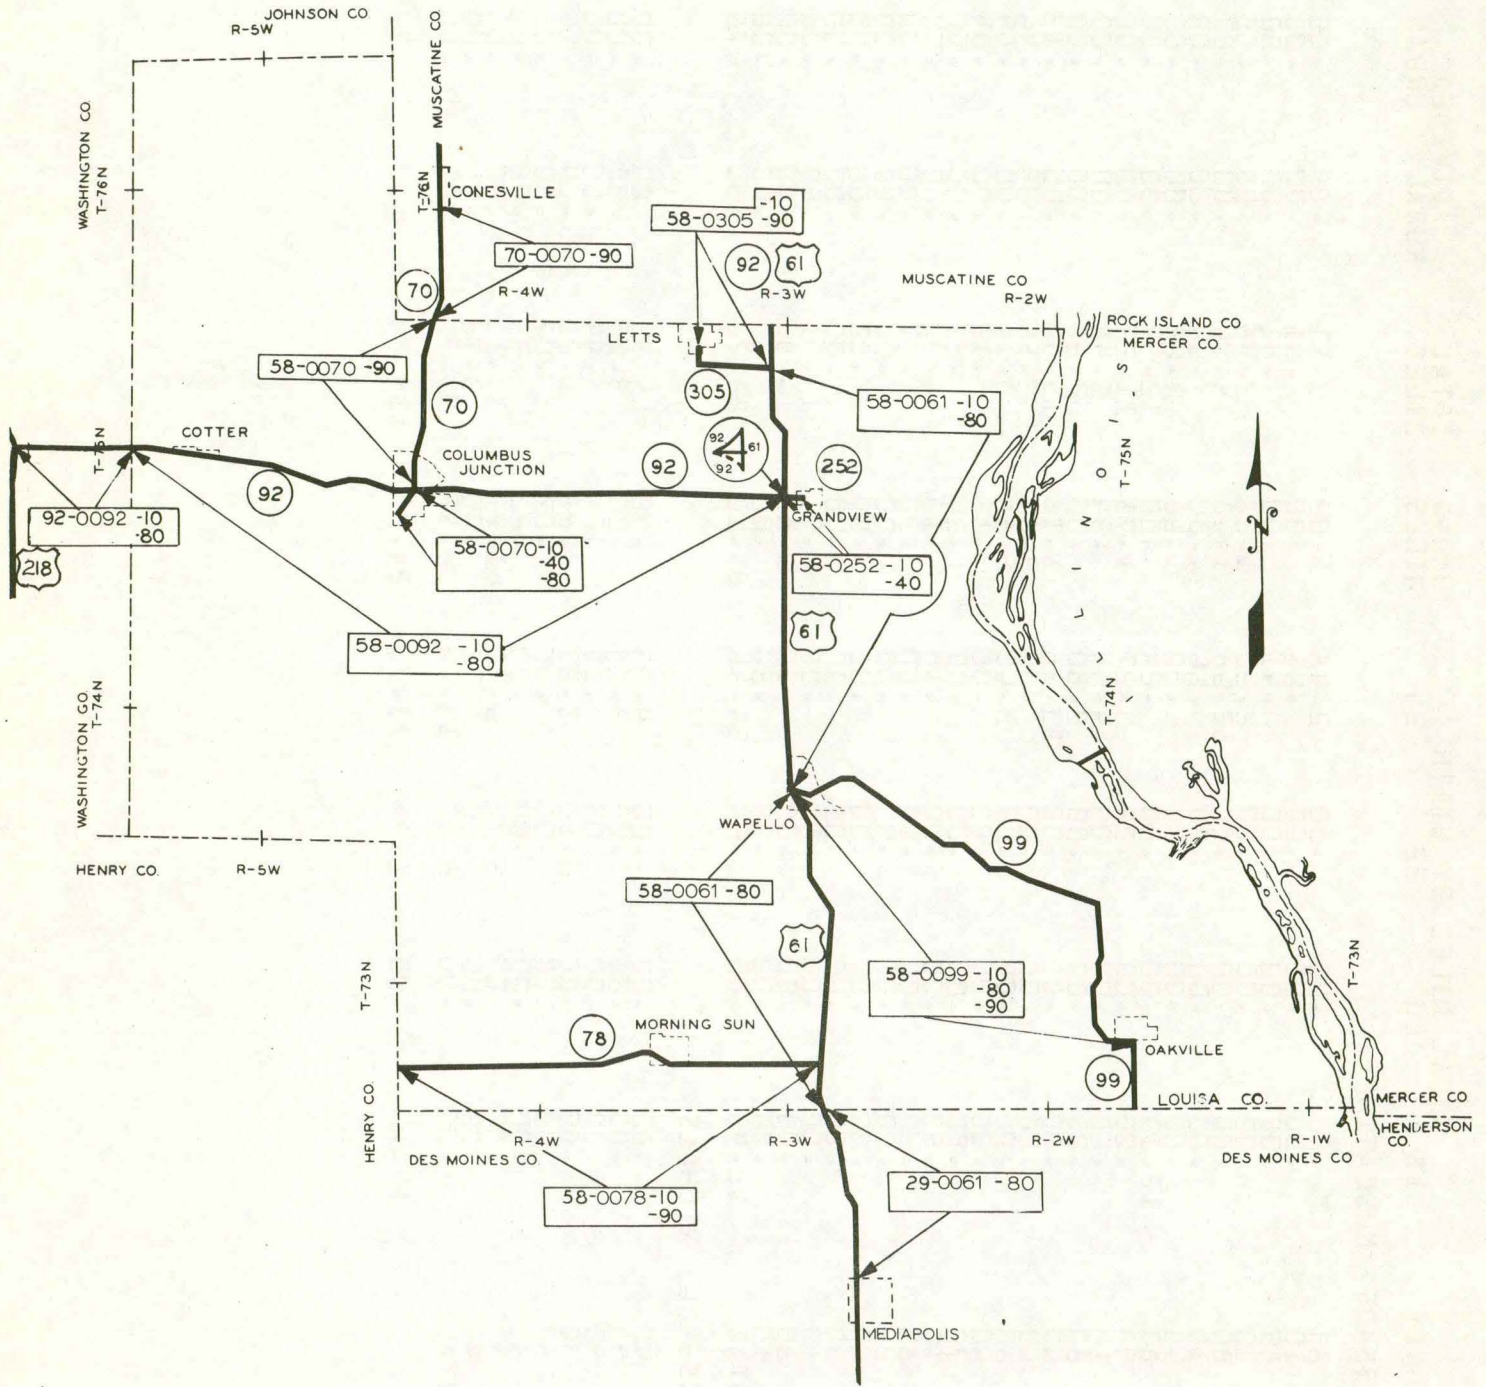 JOHNSON CO.
R-5W
MUSCATINE CO.
WASHINGTON CO.
T-76N
T-76N
CONESVILLE
-10
58-0305 -90
70-0070-90
92
61
70
R-4W
R-3W
MUSCATINE CO
R-2W
ROCK ISLAND CO
MERCER CO.
LETTS
58-0070 -90
305
58-0061 -10
-80
70
ILLINOIS
COTTER
T-75N
COLUMBUS
JUNCTION
92
92
61
92
252
T-75N
92
GRANDVIEW
92-0092 -10
-80
58-0070-10
-40
-80
58-0252 -10
-40
218
N
58-0092 -10
-80
61
T-74N
WASHINGTON GO.
T-74N
WAPELLO
99
HENRY CO.
R-5W
58-0061 -80
61
58-0099 -10
-80
-90
T-73N
T-73N
MORNING SUN
78
OAKVILLE
99
LOUISA CO.
MERCER CO
HENDERSON
CO.
HENRY CO.
R-4W
R-3W
R-2W
R-1W
DES MOINES CO.
DES MOINES CO
58-0078-10
-90
29-0061 -80
MEDIAPOLIS